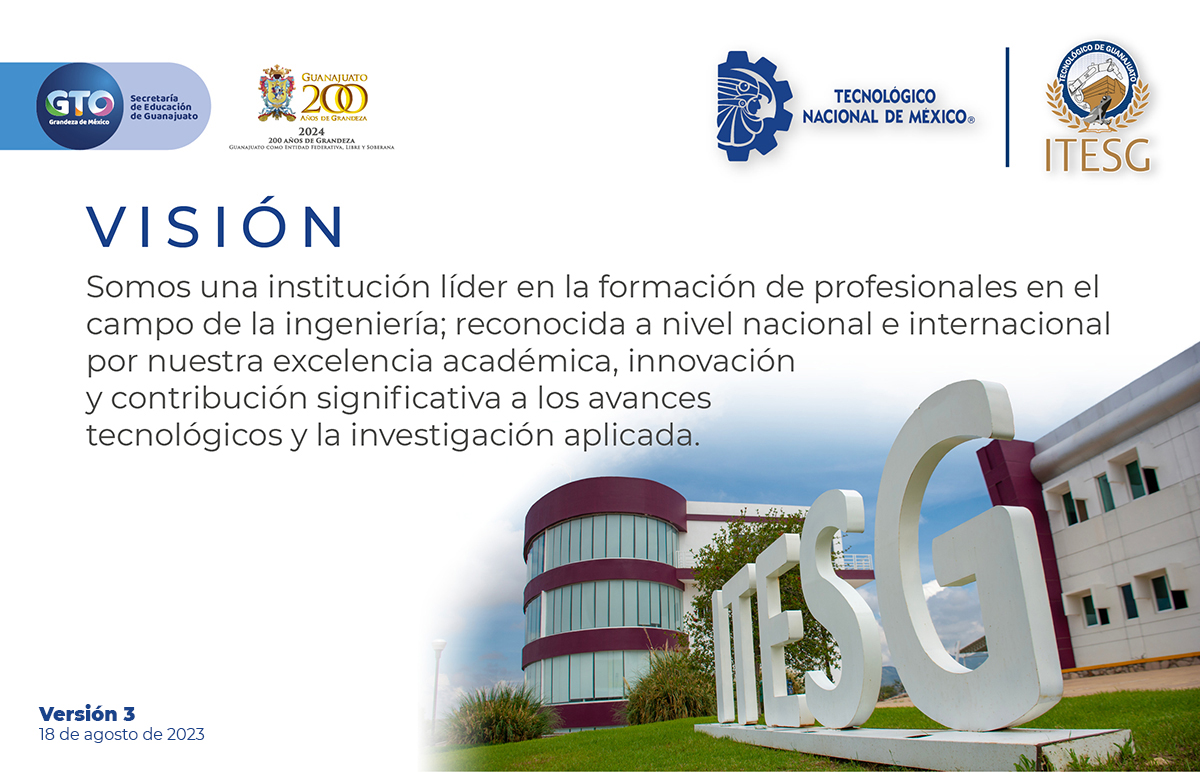 GTO
Grandeza de México
Secretaría
de Educación
de Guanajuato
GUANAJUATO
200
AÑOS DE GRANDEZA
2024
200 AÑOS DE GRANDEZA
GUANAJUATO COMO ENTIDAD FEDERATIVA, LIBRE Y SOBERANA
TECNOLÓGICO
NACIONAL DE MÉXICO®
TECNOLÓGICO DE GUANAJUATO
ITESG
VISIÓN
Somos una institución líder en la formación de profesionales en el
campo de la ingeniería; reconocida a nivel nacional e internacional
por nuestra excelencia académica, innovación
y contribución significativa a los avances
tecnológicos y la investigación aplicada.
ITESG
Versión 3
18 de agosto de 2023